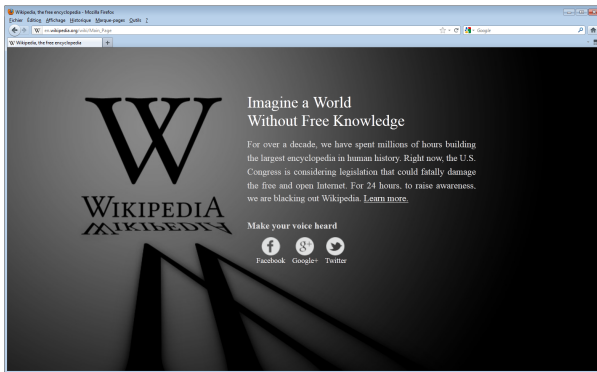 Wikipedia, the free encyclopedia - Mozilla Firefox
Fichier Édition Affichage Historique Marque-pages Outils ?
W en.wikipedia.org/wiki/Main_Page
Google
W Wikipedia, the free encyclopedia +
W
WIKIPEDIA
Imagine a World
Without Free Knowledge
For over a decade, we have spent millions of hours building
the largest encyclopedia in human history. Right now, the U.S.
Congress is considering legislation that could fatally damage
the free and open Internet. For 24 hours, to raise awareness,
we are blacking out Wikipedia. Learn more.
Make your voice heard
Facebook Google+ Twitter